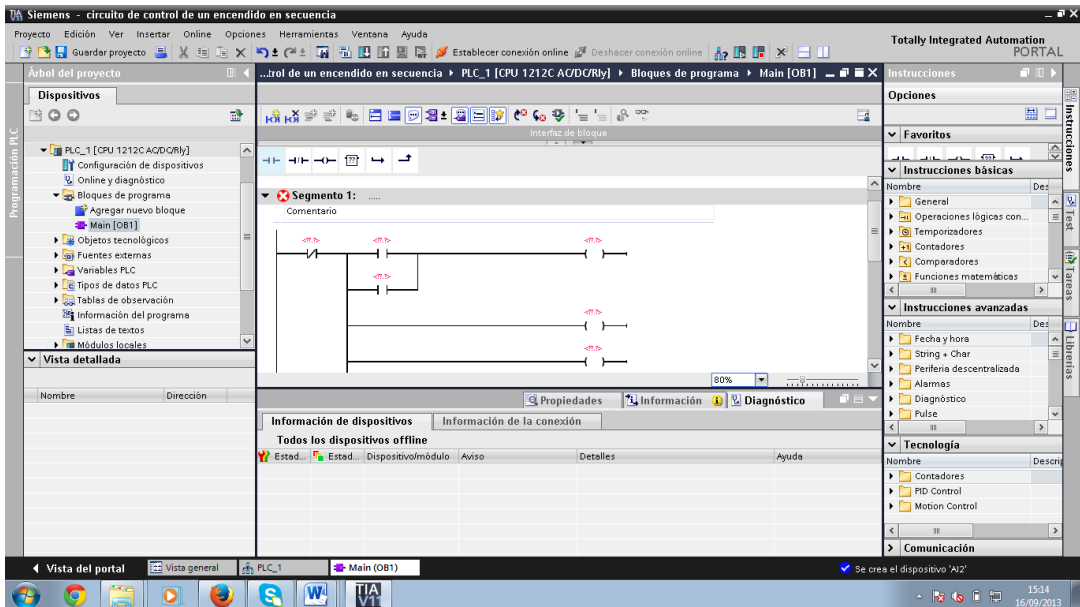 Siemens - circuito de control de un encendido en secuencia
Proyecto Edición Ver Insertar Online Opciones Herramientas Ventana Ayuda
Totally Integrated Automation
PORTAL
Guardar proyecto
Establecer conexión online
Deshacer conexión online
Árbol del proyecto
...trol de un encendido en secuencia ▸ PLC_1 [CPU 1212C AC/DC/Rly] ▸ Bloques de programa ▸ Main [OB1]
Instrucciones
Dispositivos
Opciones
Programación PLC
PLC_1 [CPU 1212C AC/DC/Rly]
Configuración de dispositivos
Online y diagnóstico
Bloques de programa
Agregar nuevo bloque
Main [OB1]
Objetos tecnológicos
Fuentes externas
Variables PLC
Tipos de datos PLC
Tablas de observación
Información del programa
Listas de textos
Módulos locales
Vista detallada
Nombre Dirección
Interfaz de bloque
Segmento 1: .....
Comentario
<??.?>
<??.?>
<??.?>
<??.?>
<??.?>
<??.?>
80%
Propiedades Información Diagnóstico
Información de dispositivos Información de la conexión
Todos los dispositivos offline
Estad... Estad... Dispositivo/módulo Aviso Detalles Ayuda
Favoritos
Instrucciones básicas
Nombre Des
General
Operaciones lógicas con...
Temporizadores
Contadores
Comparadores
Funciones matemáticas
Instrucciones avanzadas
Nombre Des
Fecha y hora
String + Char
Periferia descentralizada
Alarmas
Diagnóstico
Pulse
Tecnología
Nombre Descrip
Contadores
PID Control
Motion Control
Comunicación
Instrucciones
Test
Tareas
Librerías
Vista del portal Vista general PLC_1 Main (OB1)
Se crea el dispositivo 'AI2'
TIA
V11
15:14
16/09/2013